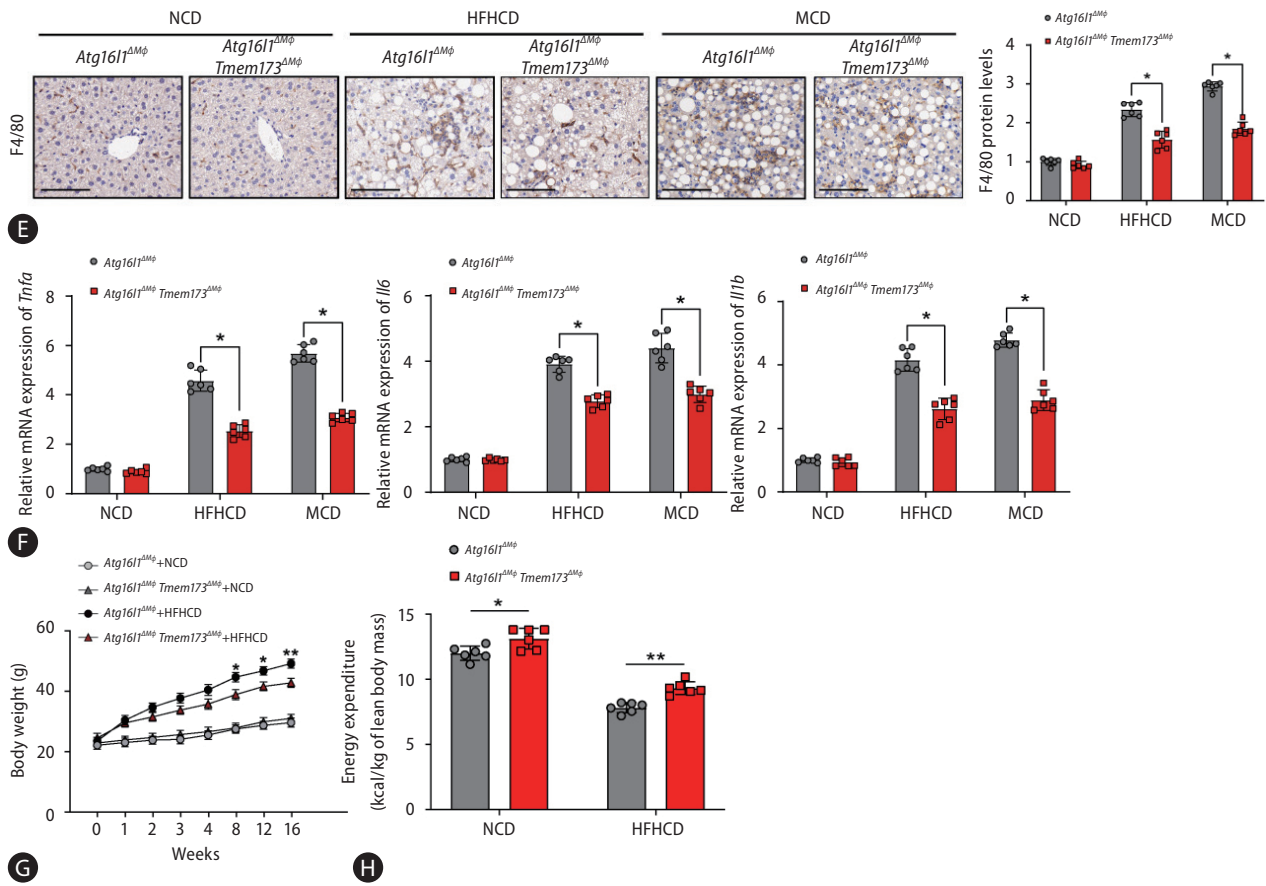 NCD HFHCD MCD
Atg16l1ΔMϕ Atg16l1ΔMϕ Tmem173ΔMϕ Atg16l1ΔMϕ Atg16l1ΔMϕ Tmem173ΔMϕ Atg16l1ΔMϕ Atg16l1ΔMϕ Tmem173ΔMϕ
F4/80
Atg16l1ΔMϕ
Atg16l1ΔMϕ Tmem173ΔMϕ
F4/80 protein levels
4
3
2
1
0
* *
NCD HFHCD MCD
E
Atg16l1ΔMϕ
Atg16l1ΔMϕ Tmem173ΔMϕ
Relative mRNA expression of Tnfa
8
6
4
2
0
* *
NCD HFHCD MCD
Atg16l1ΔMϕ
Atg16l1ΔMϕ Tmem173ΔMϕ
Relative mRNA expression of Il6
6
4
2
0
* *
NCD HFHCD MCD
Atg16l1ΔMϕ
Atg16l1ΔMϕ Tmem173ΔMϕ
Relative mRNA expression of Il1b
6
4
2
0
* *
NCD HFHCD MCD
F
Atg16l1ΔMϕ+NCD
Atg16l1ΔMϕ Tmem173ΔMϕ+NCD
Atg16l1ΔMϕ+HFHCD
Atg16l1ΔMϕ Tmem173ΔMϕ+HFHCD
Body weight (g)
60
40
20
0
* * **
0 1 2 3 4 8 12 16
Weeks
G
Atg16l1ΔMϕ
Atg16l1ΔMϕ Tmem173ΔMϕ
Energy expenditure
(kcal/kg of lean body mass)
15
10
5
0
* **
NCD HFHCD
H